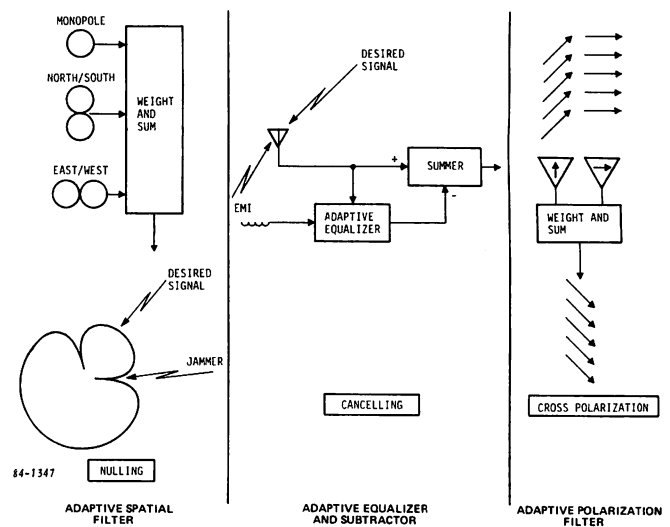 MONOPOLE
NORTH/SOUTH
EAST/WEST
WEIGHT
AND
SUM
DESIRED
SIGNAL
JAMMER
84-1347
NULLING
ADAPTIVE SPATIAL
FILTER
DESIRED
SIGNAL
EMI
+
SUMMER
-
ADAPTIVE
EQUALIZER
CANCELLING
ADAPTIVE EQUALIZER
AND SUBTRACTOR
WEIGHT AND
SUM
CROSS POLARIZATION
ADAPTIVE POLARIZATION
FILTER